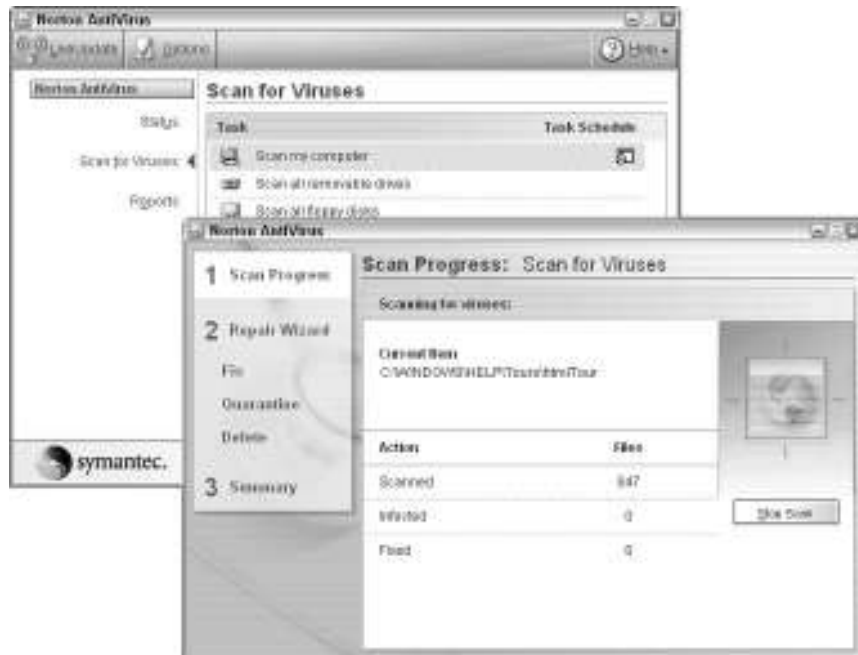 Norton AntiVirus
LiveUpdate Options Help
Norton AntiVirus
Status
Scan for Viruses
Reports
Scan for Viruses
Task Task Schedule
Scan my computer
Scan all removable drives
Scan all floppy disks
symantec.
Norton AntiVirus
1 Scan Progress
2 Repair Wizard
Fix
Quarantine
Delete
3 Summary
Scan Progress: Scan for Viruses
Scanning for viruses:
Current Item
C:\WINDOWS\HELP\Tours\htmlTour
Action Files
Scanned 847
Infected 0
Fixed 0
Stop Scan